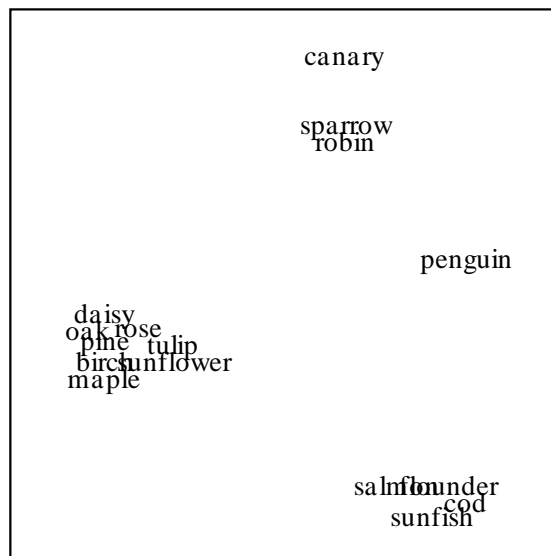 canary
sparrow
robin
penguin
daisy
rose
oak
pine
tulip
birch
sunflower
maple
salmon
flounder
cod
sunfish